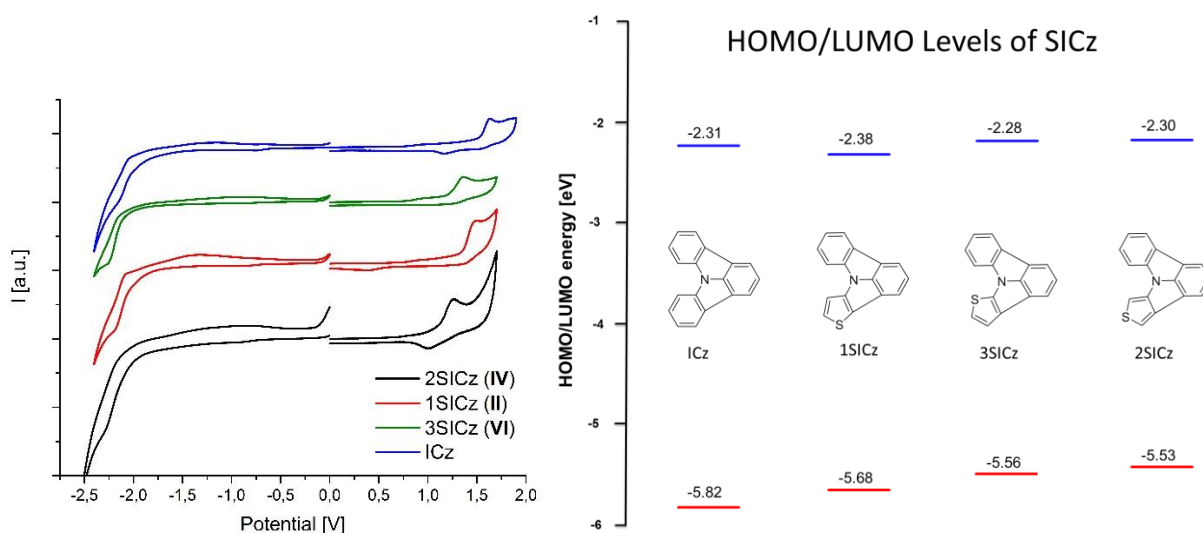 I [a.u.]
2SICz (IV)
1SICz (II)
3SICz (VI)
ICz
-2,5 -2,0 -1,5 -1,0 -0,5 0,0 0,5 1,0 1,5 2,0
Potential [V]
HOMO/LUMO Levels of SICz
HOMO/LUMO energy [eV]
-1
-2
-3
-4
-5
-6
-2.31
-2.38
-2.28
-2.30
N
N
S
N
S
N
S
ICz
1SICz
3SICz
2SICz
-5.82
-5.68
-5.56
-5.53